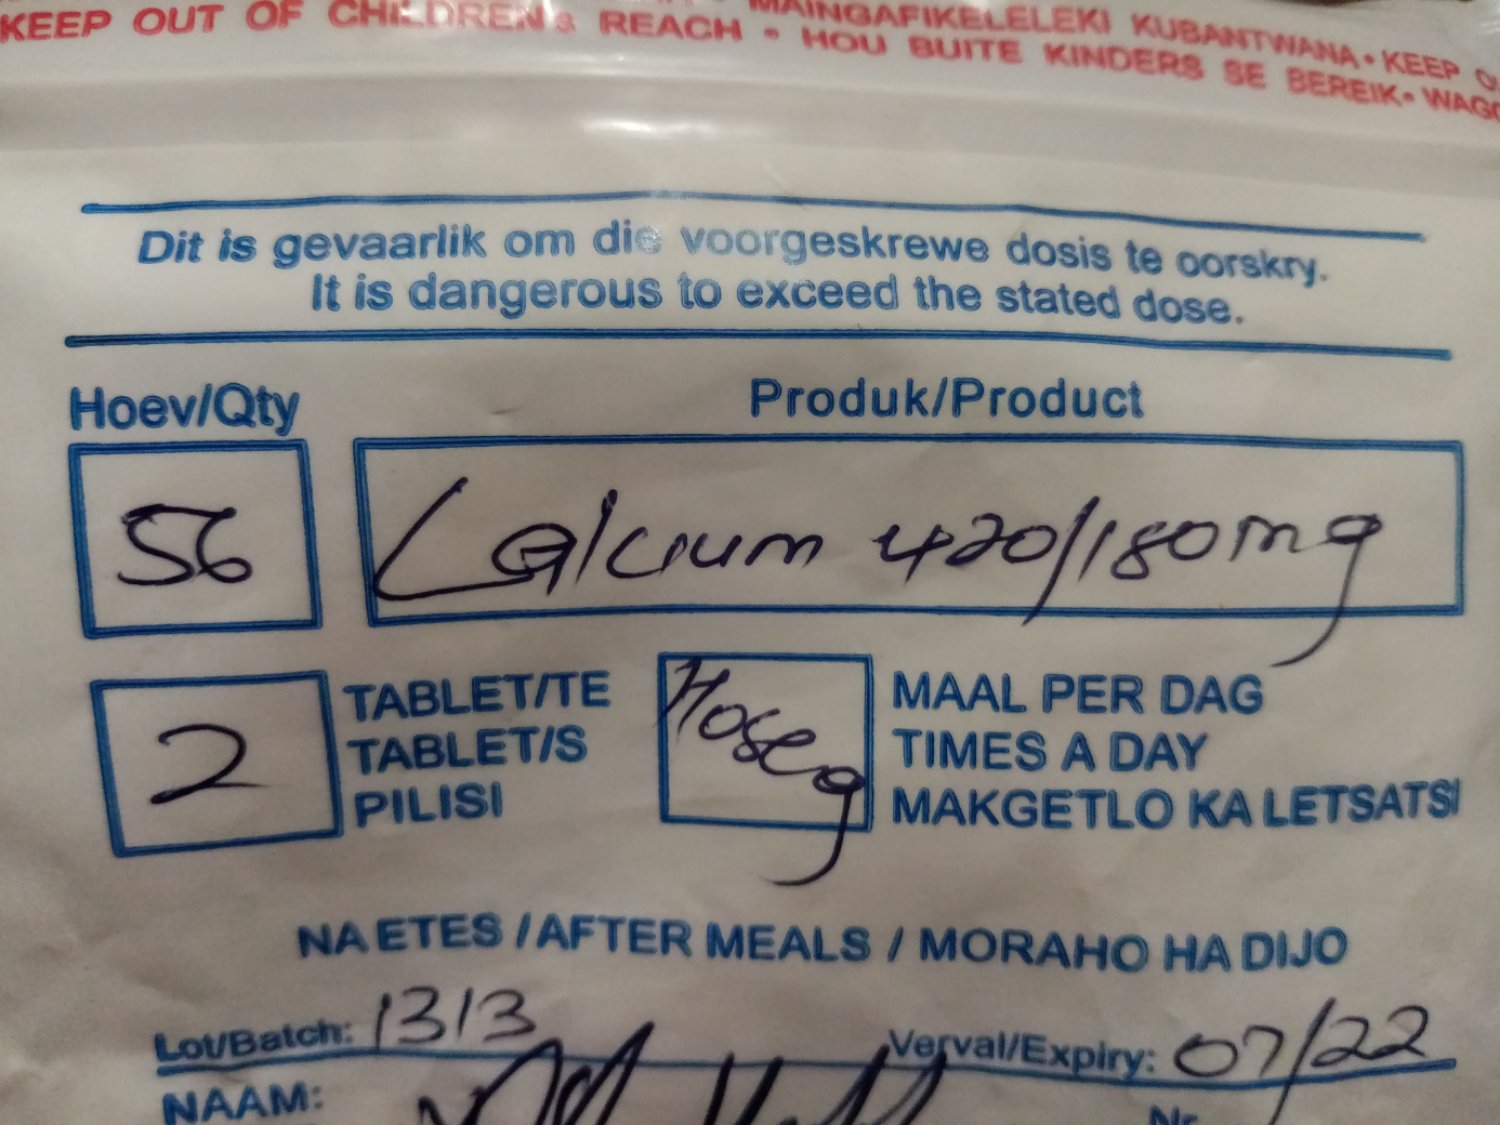 MAINGAFIKELELEKI KUBANTWANA • KEEP
KEEP OUT OF CHILDREN's REACH • HOU BUITE KINDERS SE BEREIK •
Dit is gevaarlik om die voorgeskrewe dosis te oorskry.
It is dangerous to exceed the stated dose.
Hoev/Qty Produk/Product
56 Calcium 420/180mg
2 TABLET/TE MAAL PER DAG
TABLET/S TIMES A DAY
PILISI MAKGETLO KA LETSATSI
NA ETES / AFTER MEALS / MORAHO HA DIJO
Lot/Batch: 1313 Verval/Expiry: 07/22
NAAM: Nr